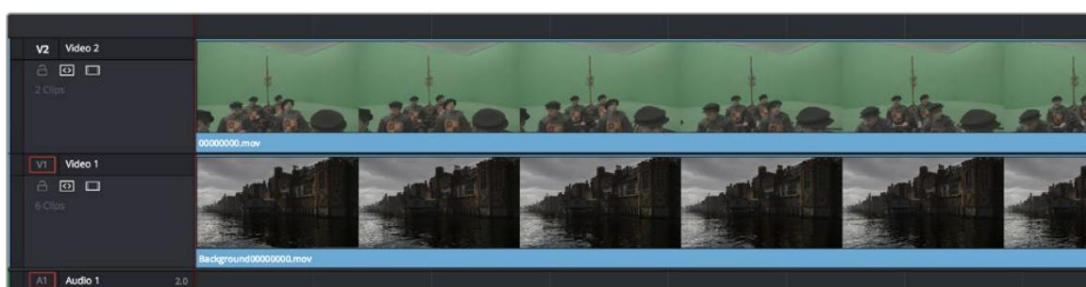 V2 Video 2
2 Clips
00000000.mov
V1 Video 1
6 Clips
Background00000000.mov
A1 Audio 1 2.0